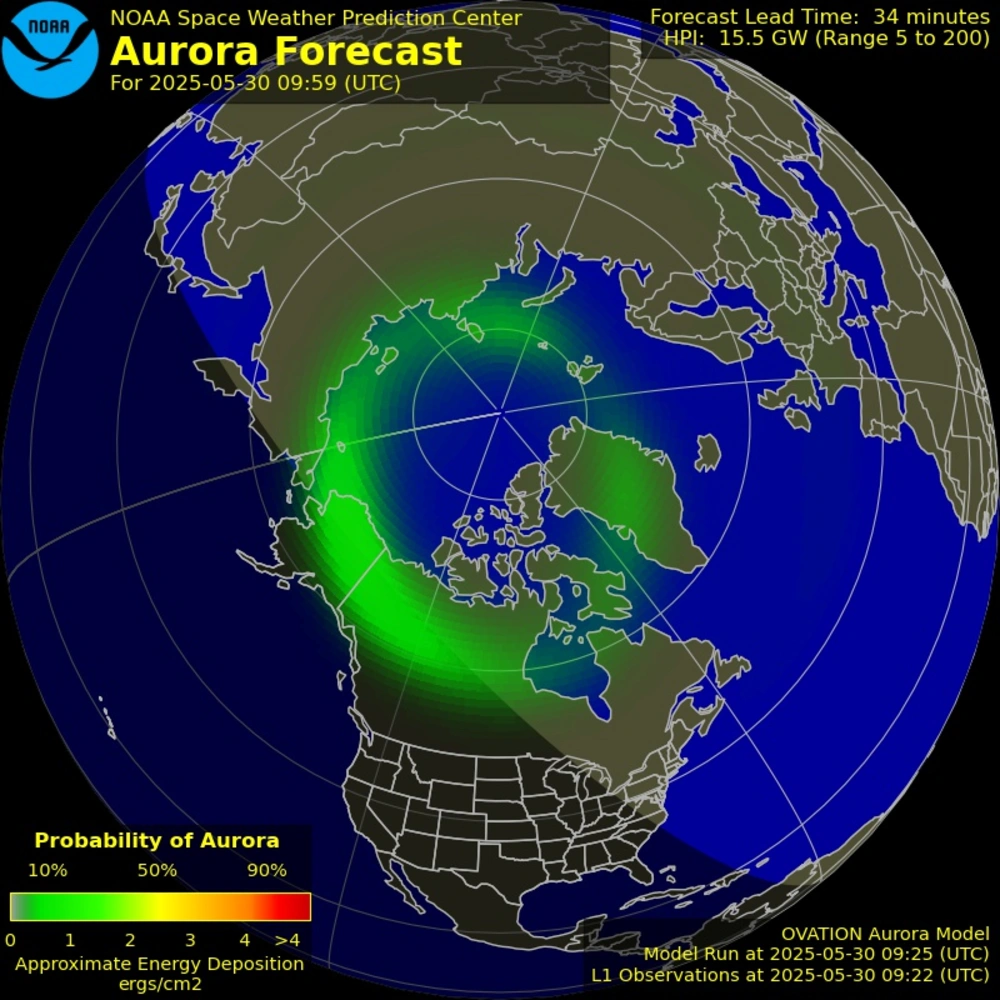 NOAA
NOAA Space Weather Prediction Center
Aurora Forecast
For 2025-05-30 09:59 (UTC)
Forecast Lead Time: 34 minutes
HPI: 15.5 GW (Range 5 to 200)
Probability of Aurora
10% 50% 90%
0 1 2 3 4 >4
Approximate Energy Deposition
ergs/cm2
OVATION Aurora Model
Model Run at 2025-05-30 09:25 (UTC)
L1 Observations at 2025-05-30 09:22 (UTC)